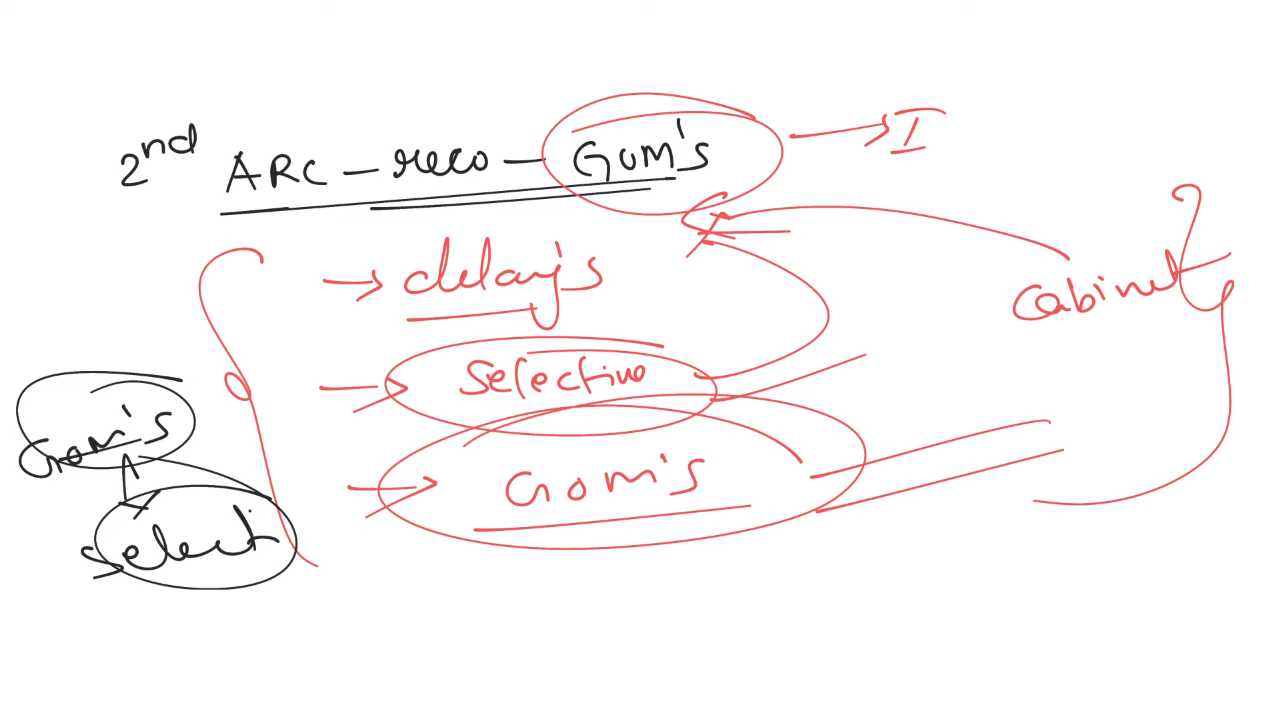 2nd ARC - reco - GoM's → I
→ delay's
cabinet
→ Selective
GoM's
→ GoM's
Select